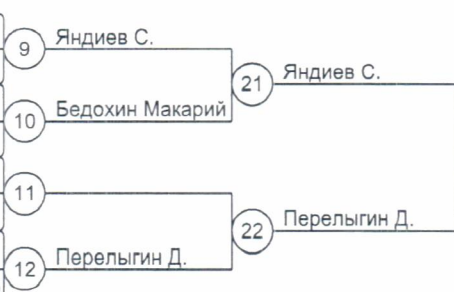 9 Яндиев С.
21 Яндиев С.
10 Бедохин Макарий
11
22 Перелыгин Д.
12 Перелыгин Д.